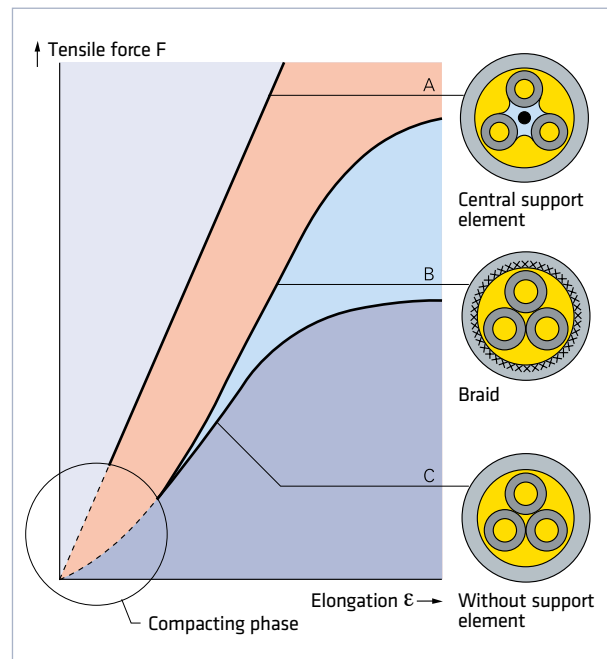 Tensile force F
A
Central support
element
B
Braid
C
Elongation ε
Without support
element
Compacting phase